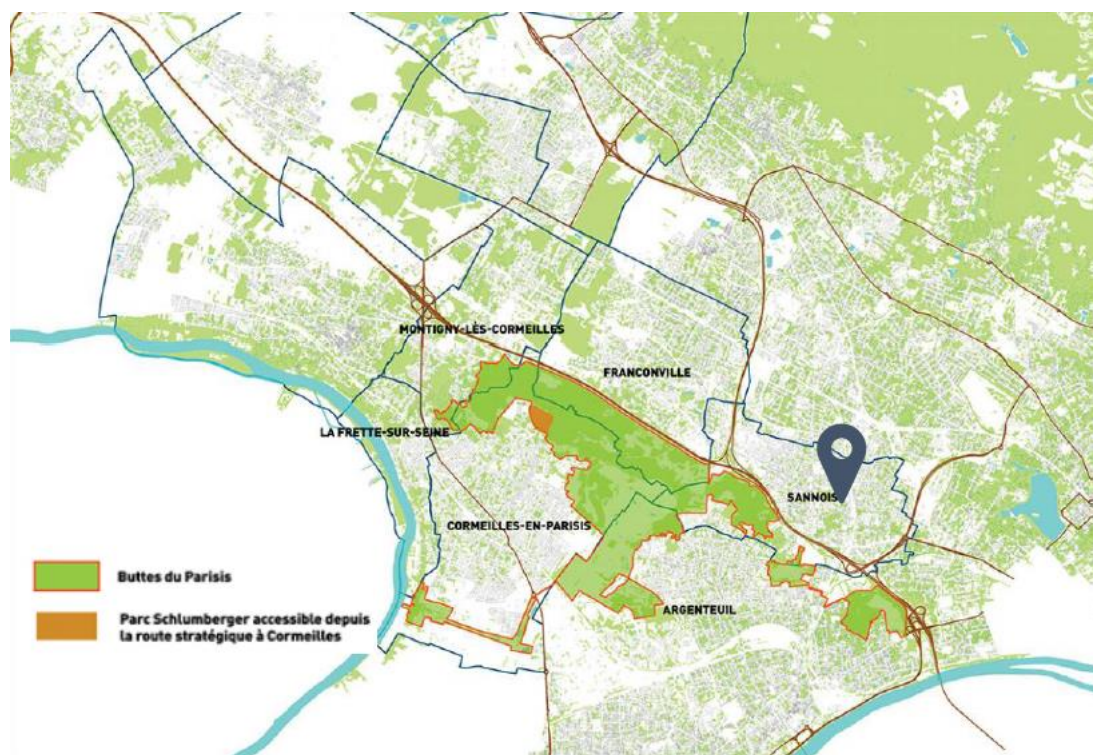 MONTIGNY-LÈS-CORMEILLES
FRANCONVILLE
LA FRETTE-SUR-SEINE
SANNOIS
CORMEILLES-EN-PARISIS
ARGENTEUIL
Buttes du Parisis
Parc Schlumberger accessible depuis
la route stratégique à Cormeilles